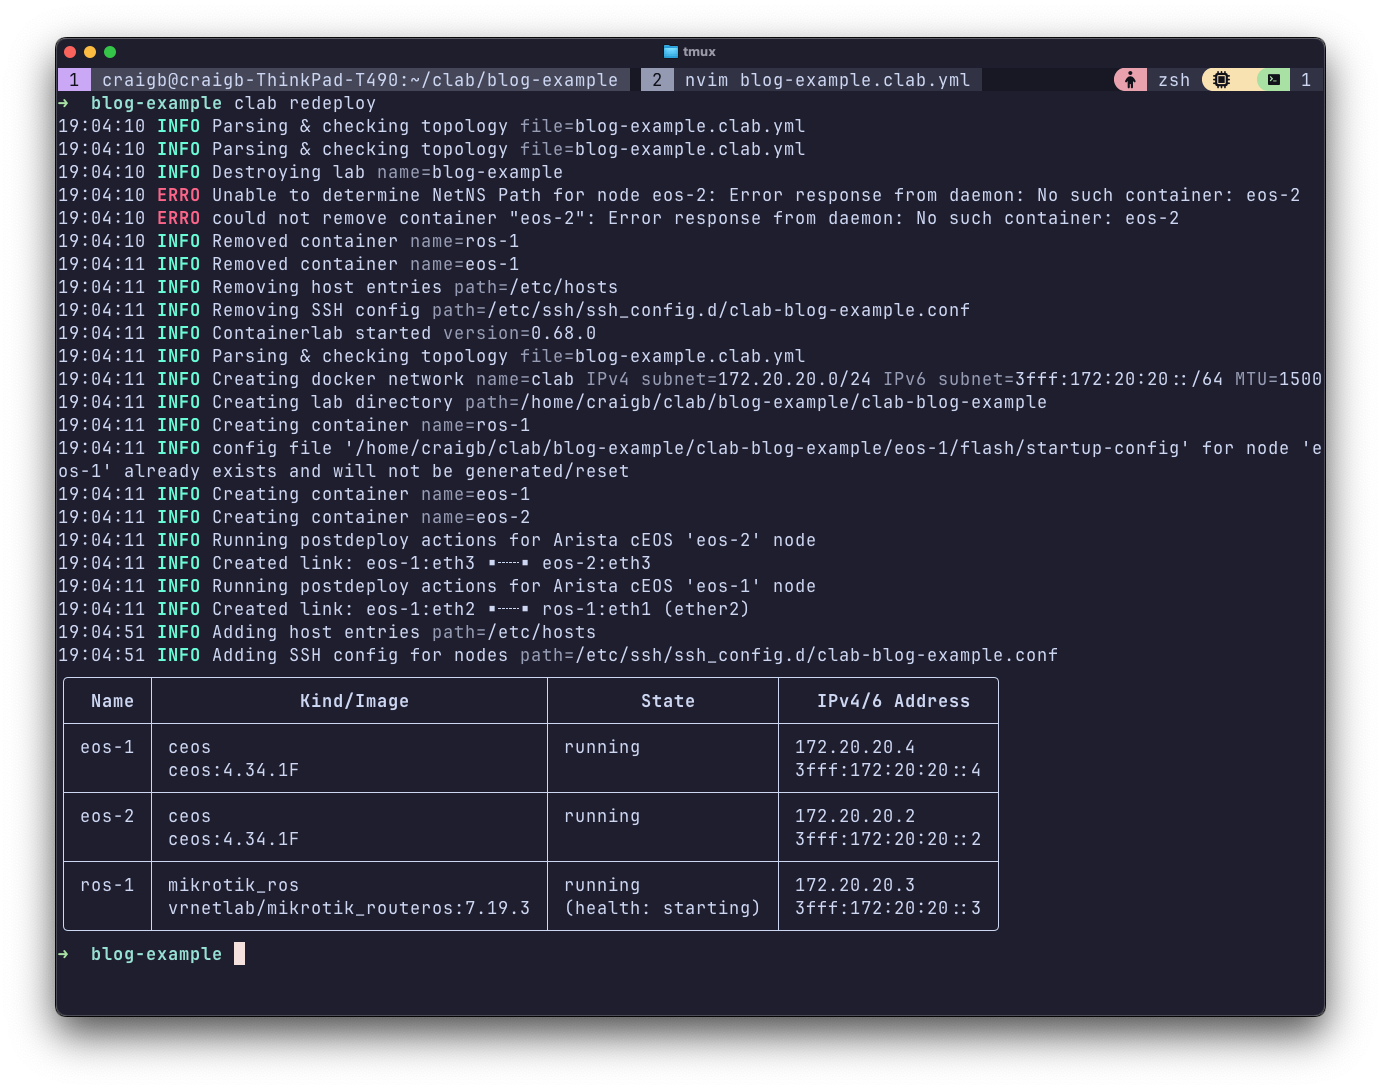 tmux
1 craigb@craigb-ThinkPad-T490:~/clab/blog-example 2 nvim blog-example.clab.yml zsh 1
➜ blog-example clab redeploy
19:04:10 INFO Parsing & checking topology file=blog-example.clab.yml
19:04:10 INFO Parsing & checking topology file=blog-example.clab.yml
19:04:10 INFO Destroying lab name=blog-example
19:04:10 ERRO Unable to determine NetNS Path for node eos-2: Error response from daemon: No such container: eos-2
19:04:10 ERRO could not remove container "eos-2": Error response from daemon: No such container: eos-2
19:04:10 INFO Removed container name=ros-1
19:04:11 INFO Removed container name=eos-1
19:04:11 INFO Removing host entries path=/etc/hosts
19:04:11 INFO Removing SSH config path=/etc/ssh/ssh_config.d/clab-blog-example.conf
19:04:11 INFO Containerlab started version=0.68.0
19:04:11 INFO Parsing & checking topology file=blog-example.clab.yml
19:04:11 INFO Creating docker network name=clab IPv4 subnet=172.20.20.0/24 IPv6 subnet=3fff:172:20:20::/64 MTU=1500
19:04:11 INFO Creating lab directory path=/home/craigb/clab/blog-example/clab-blog-example
19:04:11 INFO Creating container name=ros-1
19:04:11 INFO config file '/home/craigb/clab/blog-example/clab-blog-example/eos-1/flash/startup-config' for node 'e
os-1' already exists and will not be generated/reset
19:04:11 INFO Creating container name=eos-1
19:04:11 INFO Creating container name=eos-2
19:04:11 INFO Running postdeploy actions for Arista cEOS 'eos-2' node
19:04:11 INFO Created link: eos-1:eth3 ▪┄┄▪ eos-2:eth3
19:04:11 INFO Running postdeploy actions for Arista cEOS 'eos-1' node
19:04:11 INFO Created link: eos-1:eth2 ▪┄┄▪ ros-1:eth1 (ether2)
19:04:51 INFO Adding host entries path=/etc/hosts
19:04:51 INFO Adding SSH config for nodes path=/etc/ssh/ssh_config.d/clab-blog-example.conf
Name Kind/Image State IPv4/6 Address
eos-1 ceos running 172.20.20.4
ceos:4.34.1F 3fff:172:20:20::4
eos-2 ceos running 172.20.20.2
ceos:4.34.1F 3fff:172:20:20::2
ros-1 mikrotik_ros running 172.20.20.3
vrnetlab/mikrotik_routeros:7.19.3 (health: starting) 3fff:172:20:20::3
➜ blog-example